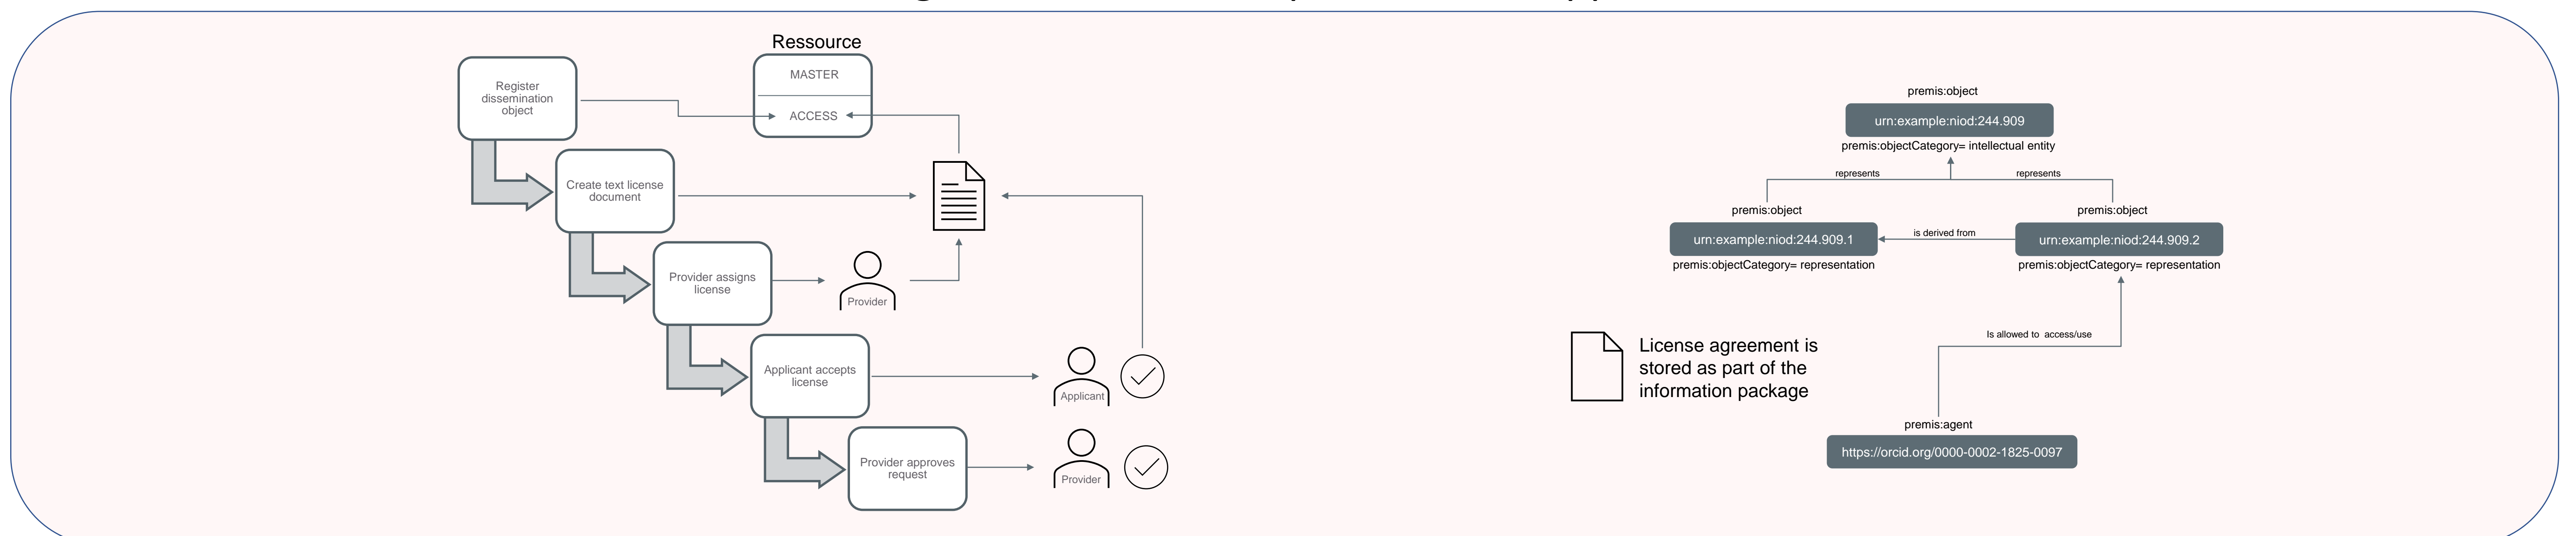 Ressource
MASTER
ACCESS
Register
dissemination
object
Create text license
document
Provider assigns
license
Provider
Applicant accepts
license
Applicant
Provider approves
request
Provider
premis:object
urn:example:niod:244.909
premis:objectCategory= intellectual entity
represents
represents
premis:object
premis:object
urn:example:niod:244.909.1
is derived from
urn:example:niod:244.909.2
premis:objectCategory= representation
premis:objectCategory= representation
Is allowed to  access/use
License agreement is
stored as part of the
information package
premis:agent
https://orcid.org/0000-0002-1825-0097